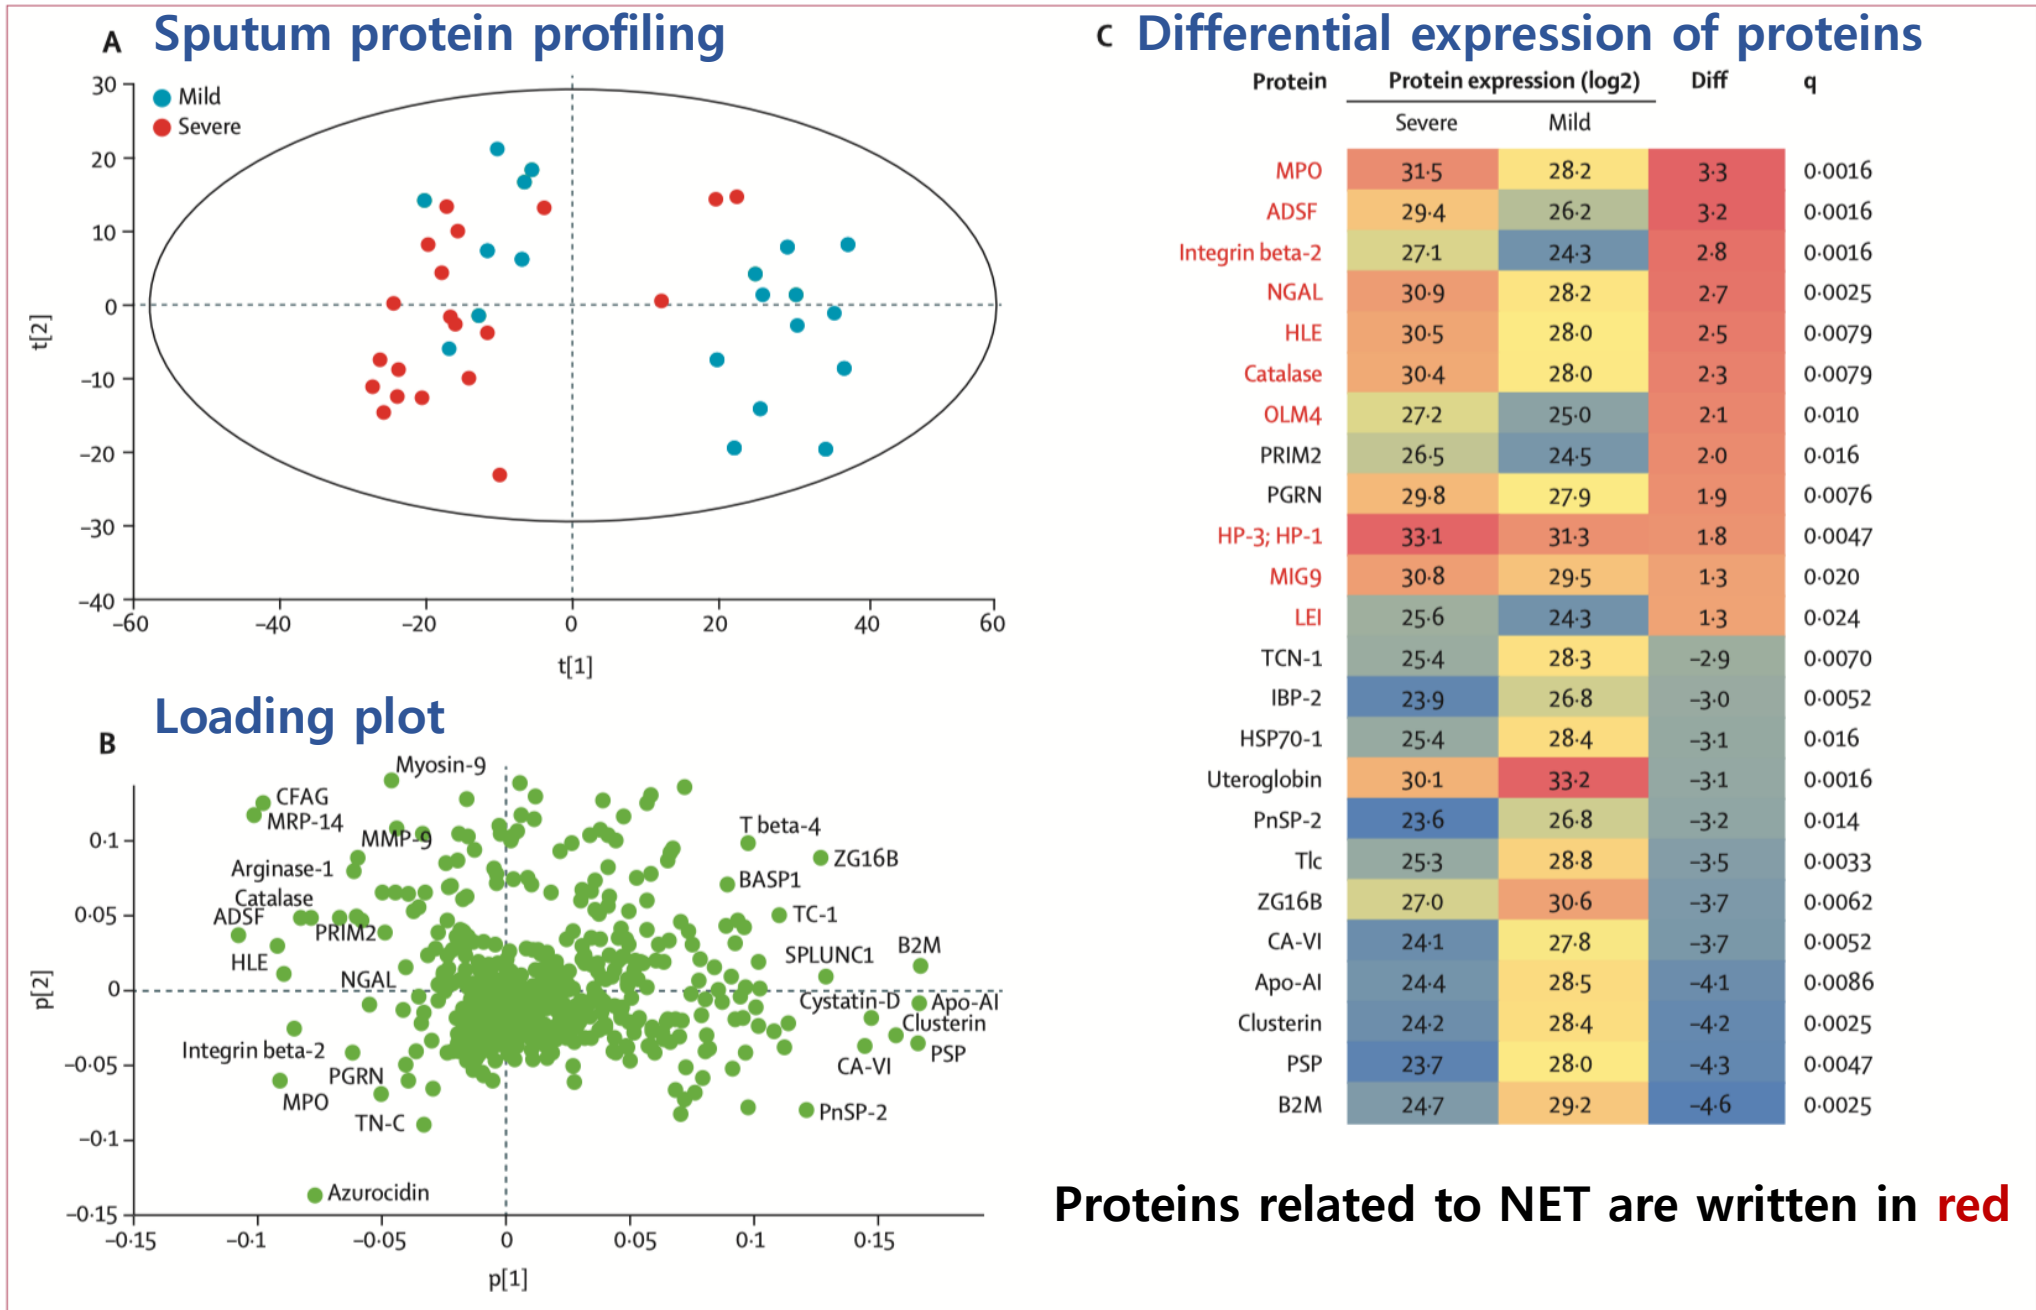 A Sputum protein profiling
Mild
Severe
30
20
10
0
−10
−20
−30
−40
t[2]
−60 −40 −20 0 20 40 60
t[1]
Loading plot
B
Myosin-9
CFAG
MRP-14
MMP-9
Arginase-1
Catalase
ADSF
PRIM2
HLE
NGAL
Integrin beta-2
PGRN
MPO
TN-C
Azurocidin
T beta-4
ZG16B
BASP1
TC-1
SPLUNC1
B2M
Cystatin-D
Apo-AI
Clusterin
PSP
CA-VI
PnSP-2
0·1
0·05
0
−0·05
−0·1
−0·15
p[2]
−0·15 −0·1 −0·05 0 0·05 0·1 0·15
p[1]
C Differential expression of proteins
Protein Protein expression (log2) Diff q
Severe Mild
MPO 31·5 28·2 3·3 0·0016
ADSF 29·4 26·2 3·2 0·0016
Integrin beta-2 27·1 24·3 2·8 0·0016
NGAL 30·9 28·2 2·7 0·0025
HLE 30·5 28·0 2·5 0·0079
Catalase 30·4 28·0 2·3 0·0079
OLM4 27·2 25·0 2·1 0·010
PRIM2 26·5 24·5 2·0 0·016
PGRN 29·8 27·9 1·9 0·0076
HP-3; HP-1 33·1 31·3 1·8 0·0047
MIG9 30·8 29·5 1·3 0·020
LEI 25·6 24·3 1·3 0·024
TCN-1 25·4 28·3 −2·9 0·0070
IBP-2 23·9 26·8 −3·0 0·0052
HSP70-1 25·4 28·4 −3·1 0·016
Uteroglobin 30·1 33·2 −3·1 0·0016
PnSP-2 23·6 26·8 −3·2 0·014
Tlc 25·3 28·8 −3·5 0·0033
ZG16B 27·0 30·6 −3·7 0·0062
CA-VI 24·1 27·8 −3·7 0·0052
Apo-AI 24·4 28·5 −4·1 0·0086
Clusterin 24·2 28·4 −4·2 0·0025
PSP 23·7 28·0 −4·3 0·0047
B2M 24·7 29·2 −4·6 0·0025
Proteins related to NET are written in red